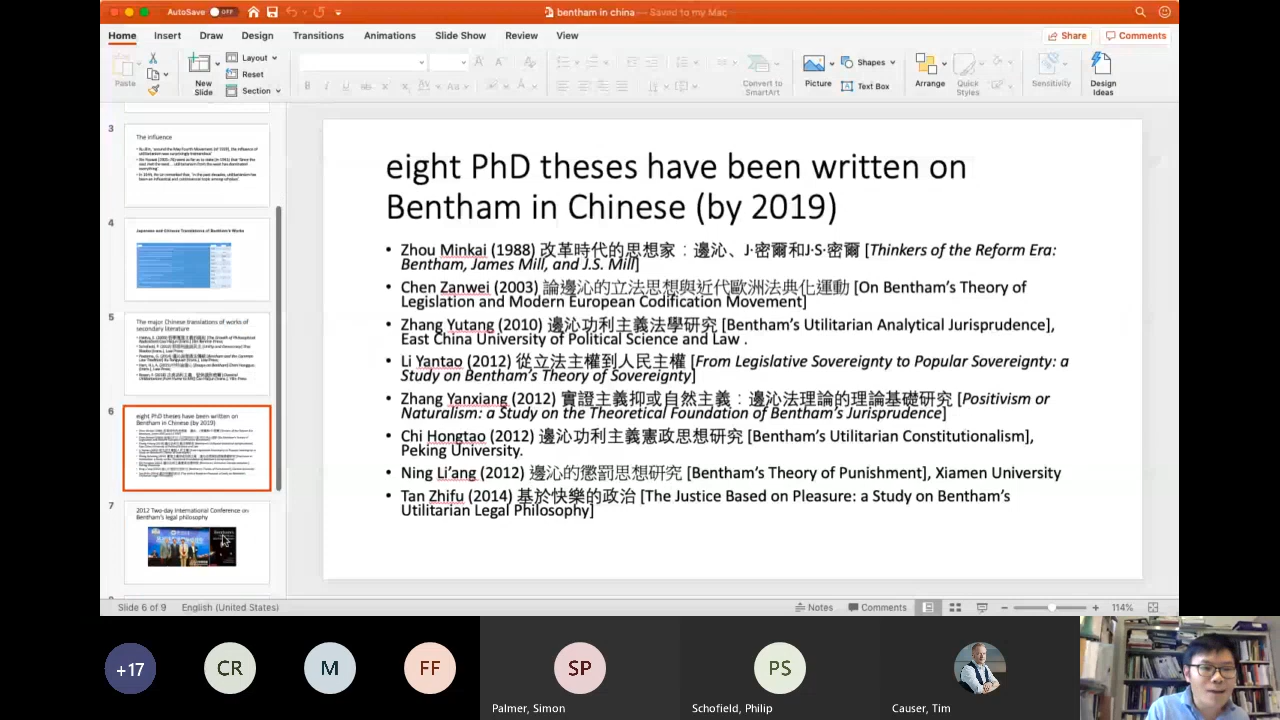 AutoSave OFF
bentham in china — Saved to my Mac
Home Insert Draw Design Transitions Animations Slide Show Review View Share Comments
Paste
New Slide
Layout
Reset
Section
Convert to SmartArt
Picture
Shapes
Text Box
Arrange
Quick Styles
Sensitivity
Design Ideas
3
The influence
4
Japanese and Chinese Translations of Bentham's Works
5
The major Chinese translations of works of
secondary literature
6
eight PhD theses have been written on
Bentham in Chinese (by 2019)
7
2012 Two-day International Conference on
Bentham's legal philosophy
eight PhD theses have been written on
Bentham in Chinese (by 2019)
• Zhou Minkai (1988) 改革時代的思想家：邊沁、J·密爾和J·S·密爾 [Thinkers of the Reform Era:
Bentham, James Mill, and J.S. Mill]
• Chen Zanwei (2003) 論邊沁的立法思想與近代歐洲法典化運動 [On Bentham's Theory of
Legislation and Modern European Codification Movement]
• Zhang Yutang (2010) 邊沁功利主義法學研究 [Bentham's Utilitarian Analytical Jurisprudence],
East China University of Political Science and Law .
• Li (2012) 從立法主權到人民主權 [From Legislative Sovereignty to Popular Sovereignty: a
Study on Bentham's Theory of Sovereignty]
• Zhang Yanxiang (2012) 實證主義抑或自然主義：邊沁法理論的理論基礎研究 [Positivism or
Naturalism: a Study on the Theoretical Foundation of Bentham's Jurisprudence]
• Chi Hongtao (2012) 邊沁功利主義憲政思想研究 [Bentham's Utilitarian Constitutionalism],
Peking University.
• Ning (2012) 邊沁的懲罰思想研究 [Bentham's Theory of Punishment], Xiamen University
• Tan Zhifu (2014) 基於快樂的政治 [The Justice Based on Pleasure: a Study on Bentham's
Utilitarian Legal Philosophy]
Slide 6 of 9 English (United States) Notes Comments 114%
+17 CR M FF SP PS
Palmer, Simon Schofield, Philip Causer, Tim